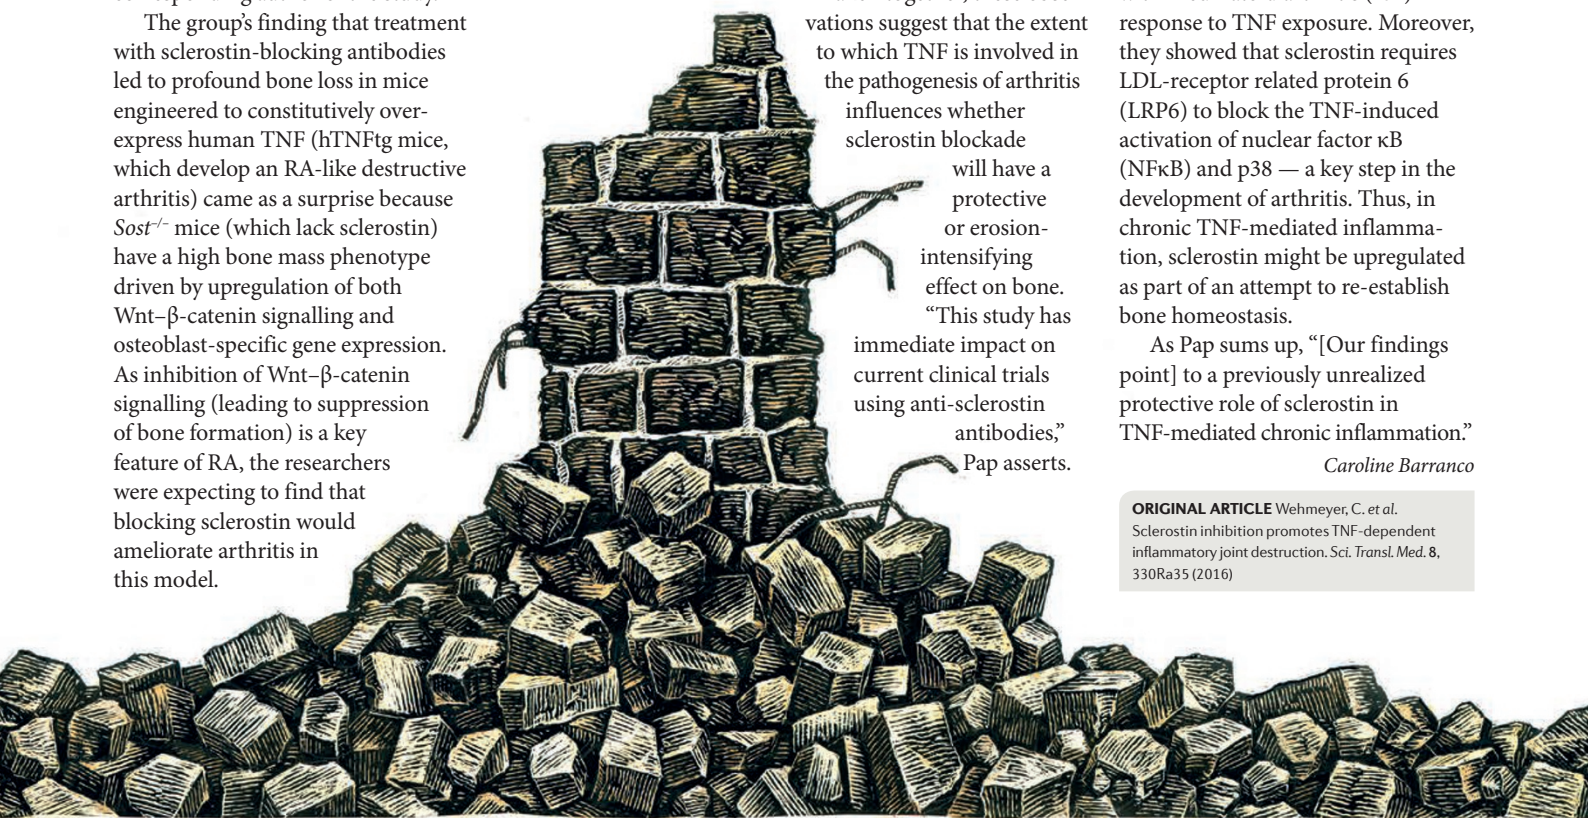 The group's finding that treatment
with sclerostin-blocking antibodies
led to profound bone loss in mice
engineered to constitutively over-
express human TNF (hTNFtg mice,
which develop an RA-like destructive
arthritis) came as a surprise because
Sost−/− mice (which lack sclerostin)
have a high bone mass phenotype
driven by upregulation of both
Wnt–β-catenin signalling and
osteoblast-specific gene expression.
As inhibition of Wnt–β-catenin
signalling (leading to suppression
of bone formation) is a key
feature of RA, the researchers
were expecting to find that
blocking sclerostin would
ameliorate arthritis in
this model.
vations suggest that the extent
to which TNF is involved in
the pathogenesis of arthritis
influences whether
sclerostin blockade
will have a
protective
or erosion-
intensifying
effect on bone.
“This study has
immediate impact on
current clinical trials
using anti-sclerostin
antibodies,”
Pap asserts.
response to TNF exposure. Moreover,
they showed that sclerostin requires
LDL-receptor related protein 6
(LRP6) to block the TNF-induced
activation of nuclear factor κB
(NFκB) and p38 — a key step in the
development of arthritis. Thus, in
chronic TNF-mediated inflamma-
tion, sclerostin might be upregulated
as part of an attempt to re-establish
bone homeostasis.
As Pap sums up, “[Our findings
point] to a previously unrealized
protective role of sclerostin in
TNF-mediated chronic inflammation.”
Caroline Barranco
ORIGINAL ARTICLE Wehmeyer, C. et al.
Sclerostin inhibition promotes TNF-dependent
inflammatory joint destruction. Sci. Transl. Med. 8,
330Ra35 (2016)